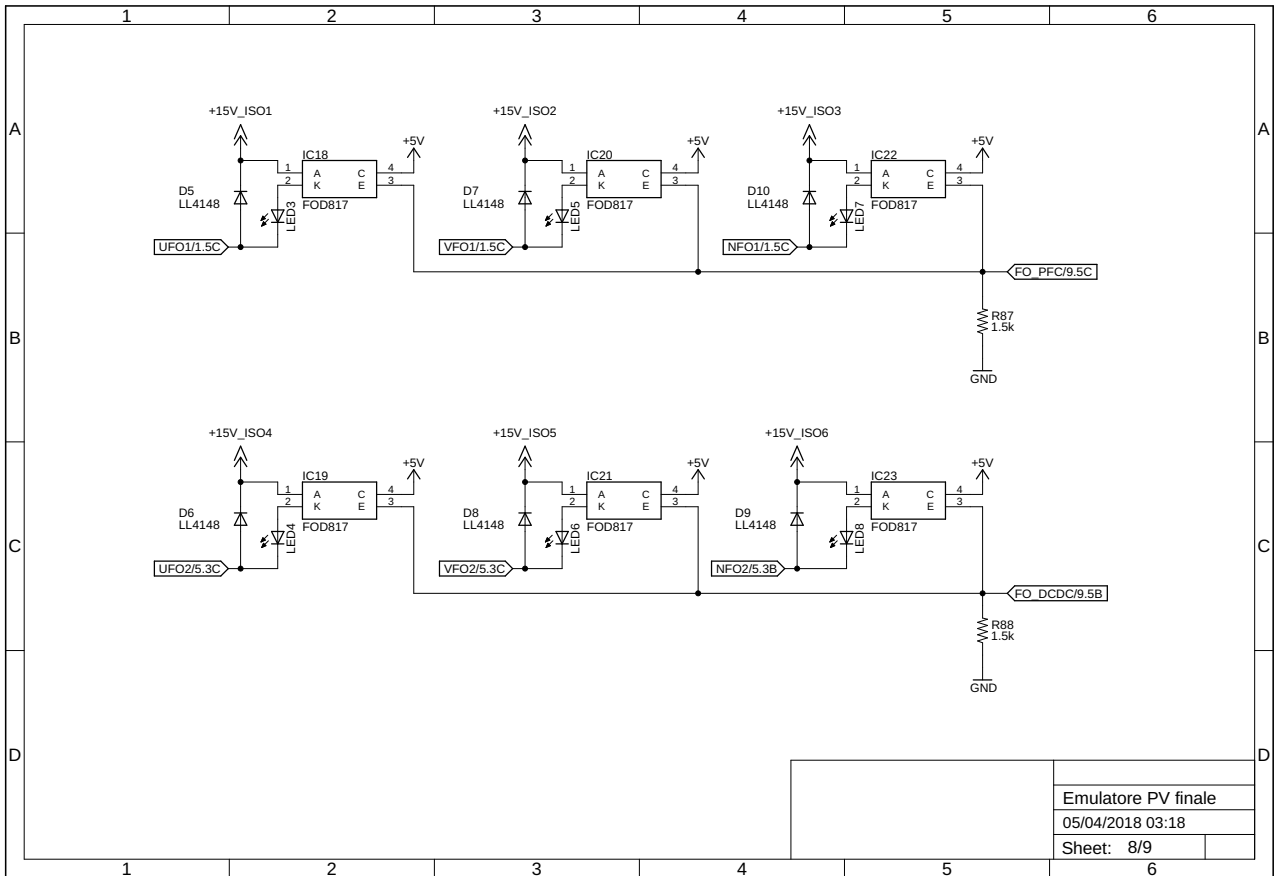 1 2 3 4 5 6
A A
+15V_ISO1 +15V_ISO2 +15V_ISO3
+5V +5V +5V
IC18 IC20 IC22
1 A C 4 1 A C 4 1 A C 4
2 K E 3 2 K E 3 2 K E 3
D5 D7 D10
LL4148 LL4148 LL4148
LED3 LED5 LED7
FOD817 FOD817 FOD817
UFO1/1.5C VFO1/1.5C NFO1/1.5C
FO_PFC/9.5C
R87
1.5k
B B
GND
+15V_ISO4 +15V_ISO5 +15V_ISO6
+5V +5V +5V
IC19 IC21 IC23
1 A C 4 1 A C 4 1 A C 4
2 K E 3 2 K E 3 2 K E 3
D6 D8 D9
LL4148 LL4148 LL4148
LED4 LED6 LED8
FOD817 FOD817 FOD817
C C
UFO2/5.3C VFO2/5.3C NFO2/5.3B
FO_DCDC/9.5B
R88
1.5k
GND
D D
Emulatore PV finale
05/04/2018 03:18
Sheet: 8/9
1 2 3 4 5 6